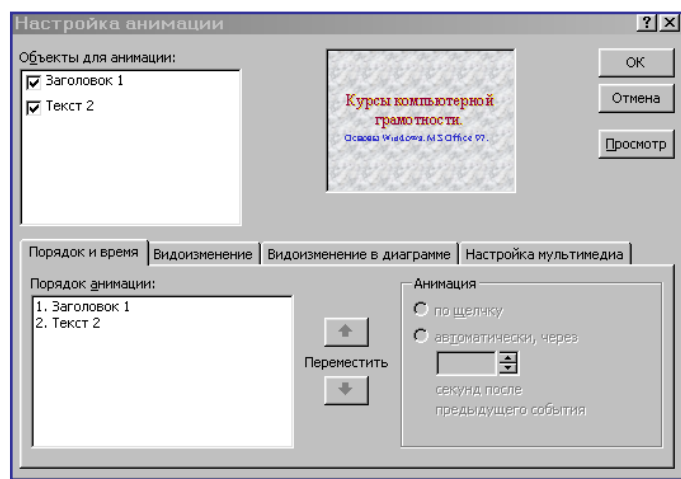 Настройка анимации
Объекты для анимации:
Заголовок 1
Текст 2
Курсы компьютерной
грамотности.
Основы Windows. MS Office 97.
ОК
Отмена
Просмотр
Порядок и время Видоизменение Видоизменение в диаграмме Настройка мультимедиа
Порядок анимации:
1. Заголовок 1
2. Текст 2
Переместить
Анимация
по щелчку
автоматически, через
секунд после
предыдущего события